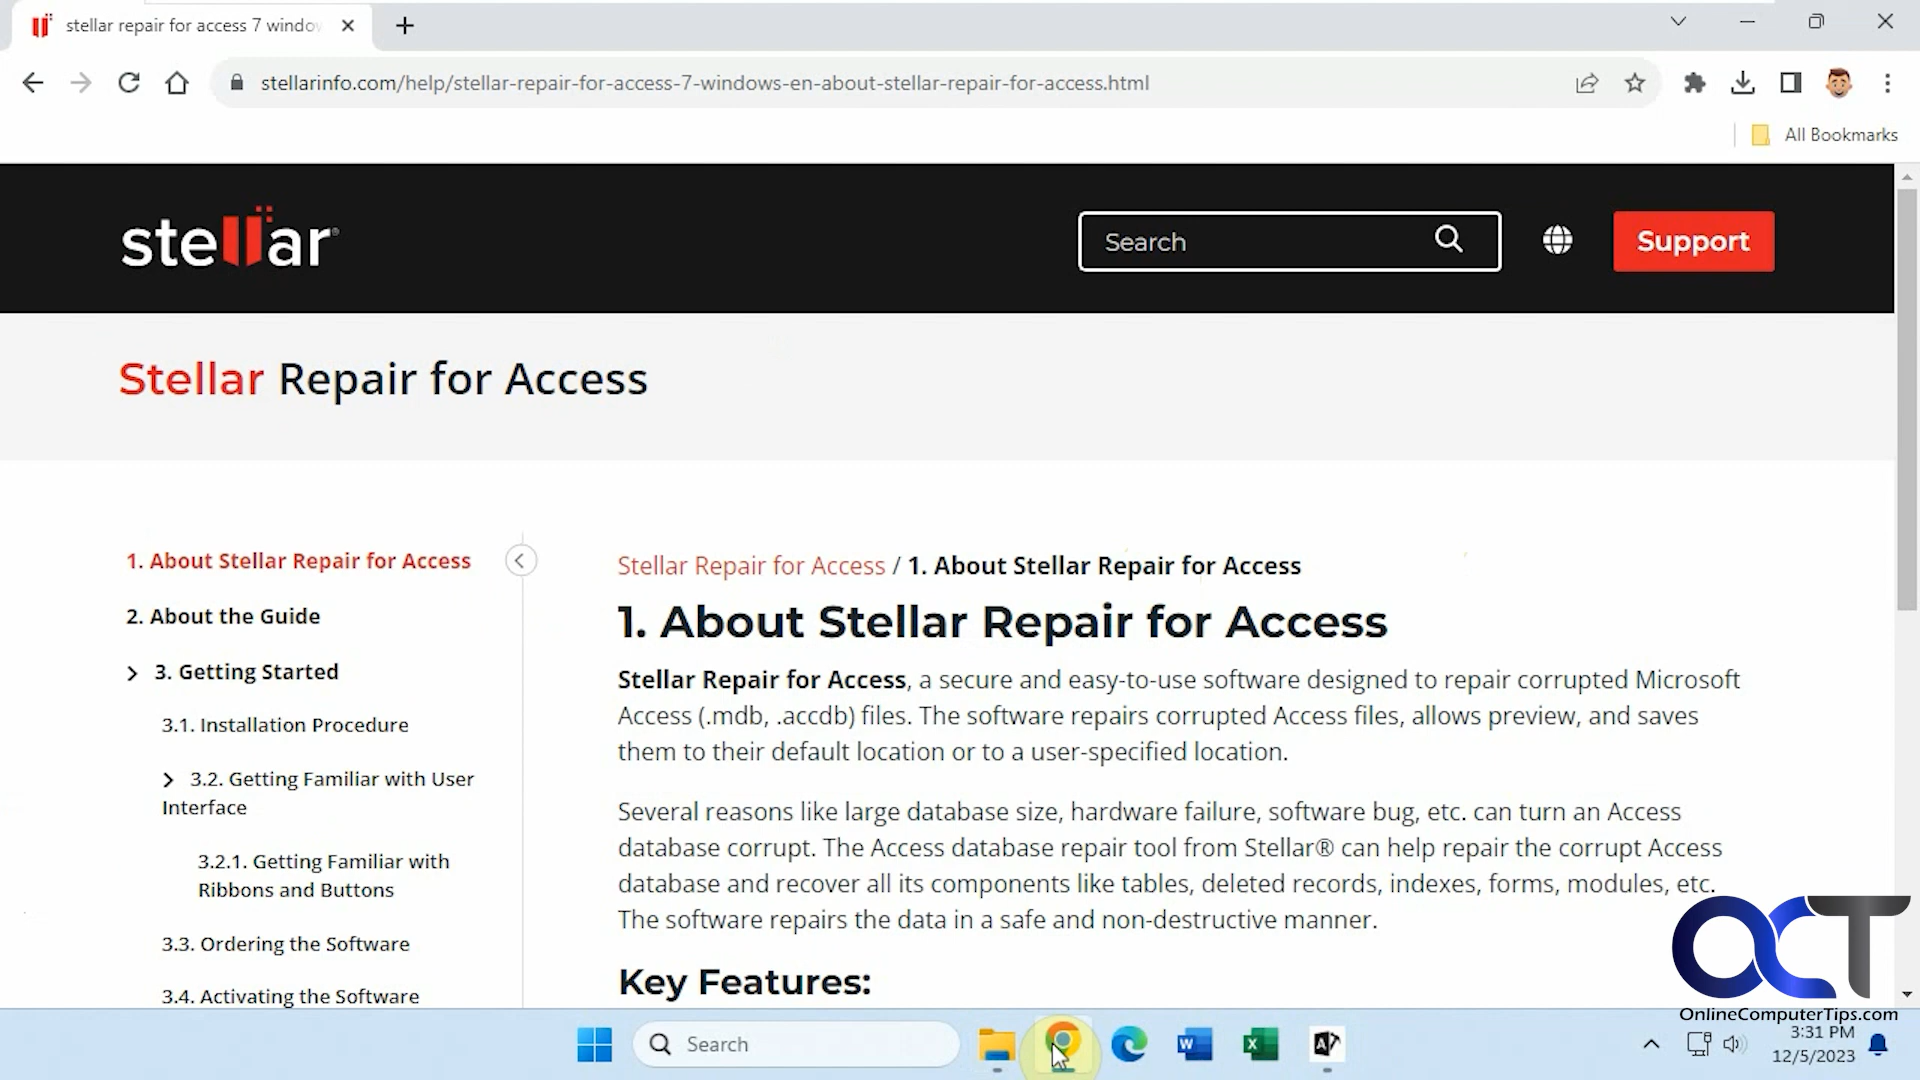 stellar repair for access 7 windo
stellarinfo.com/help/stellar-repair-for-access-7-windows-en-about-stellar-repair-for-access.html
All Bookmarks
stellar
Search
Support
Stellar Repair for Access
1. About Stellar Repair for Access
2. About the Guide
3. Getting Started
3.1. Installation Procedure
3.2. Getting Familiar with User
Interface
3.2.1. Getting Familiar with
Ribbons and Buttons
3.3. Ordering the Software
3.4. Activating the Software
Stellar Repair for Access / 1. About Stellar Repair for Access
1. About Stellar Repair for Access
Stellar Repair for Access, a secure and easy-to-use software designed to repair corrupted Microsoft
Access (.mdb, .accdb) files. The software repairs corrupted Access files, allows preview, and saves
them to their default location or to a user-specified location.
Several reasons like large database size, hardware failure, software bug, etc. can turn an Access
database corrupt. The Access database repair tool from Stellar® can help repair the corrupt Access
database and recover all its components like tables, deleted records, indexes, forms, modules, etc.
The software repairs the data in a safe and non-destructive manner.
Key Features:
OCT
OnlineComputerTips.com
Search
3:31 PM
12/5/2023